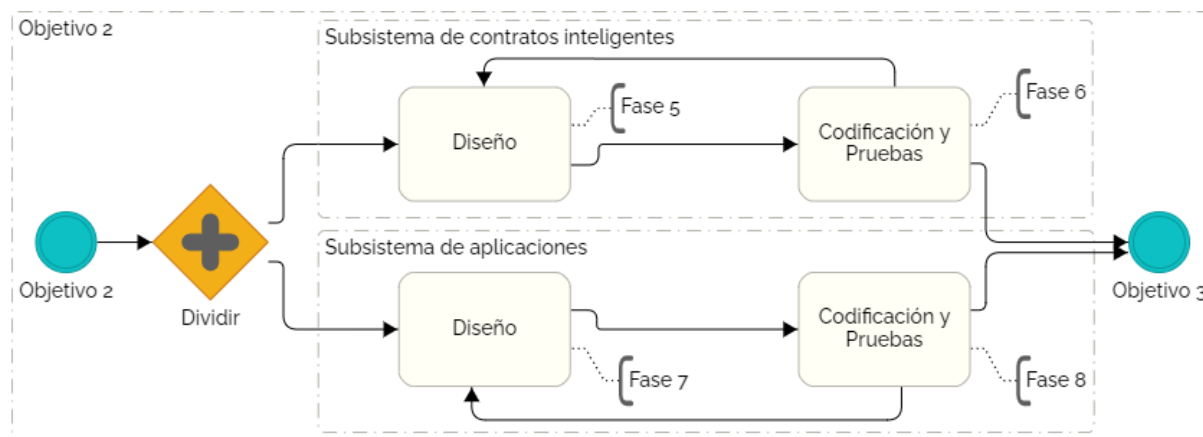 Objetivo 2
Subsistema de contratos inteligentes
Diseño
Fase 5
Codificación y
Pruebas
Fase 6
Objetivo 2
Dividir
Subsistema de aplicaciones
Diseño
Fase 7
Codificación y
Pruebas
Fase 8
Objetivo 3